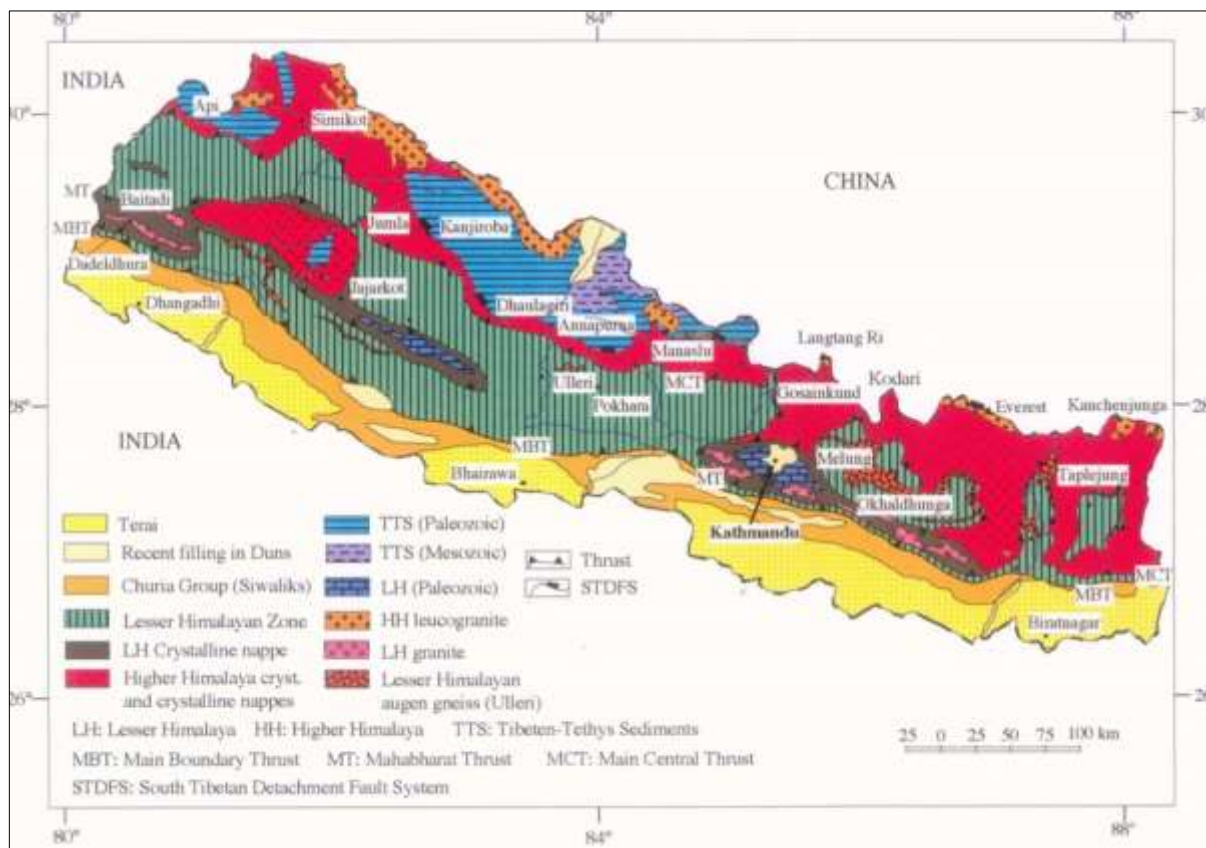 80°
84°
88°
INDIA
30°
30
Api
Simikot
CHINA
MT
Baitadi
MBT
Jumla
Kanjiroba
Dadeldhura
Dhangadhi
Jajarkot
Dhaulagiri
Annapurna
Manaslu
Langtang Ri
Ulleri
MCT
Gosainkund
Kodari
28°
28
Pokhara
Everest
Kanchenjunga
INDIA
MBT
Bhairawa
MT
Melung
Taplejung
Okhaldhunga
Kathmandu
MCT
MBT
Biratnagar
Terai
Recent filling in Duns
Churia Group (Siwaliks)
Lesser Himalayan Zone
LH Crystalline nappe
Higher Himalaya cryst.
and crystalline nappes
TTS (Paleozoic)
TTS (Mesozoic)
LH (Paleozoic)
HH leucogranite
LH granite
Lesser Himalayan
augen gneiss (Ulleri)
Thrust
STDFS
26°
26
LH: Lesser Himalaya HH: Higher Himalaya TTS: Tibeten-Tethys Sediments
MBT: Main Boundary Thrust MT: Mahabharat Thrust MCT: Main Central Thrust
STDFS: South Tibetan Detachment Fault System
25 0 25 50 100 km
80°
84°
88°